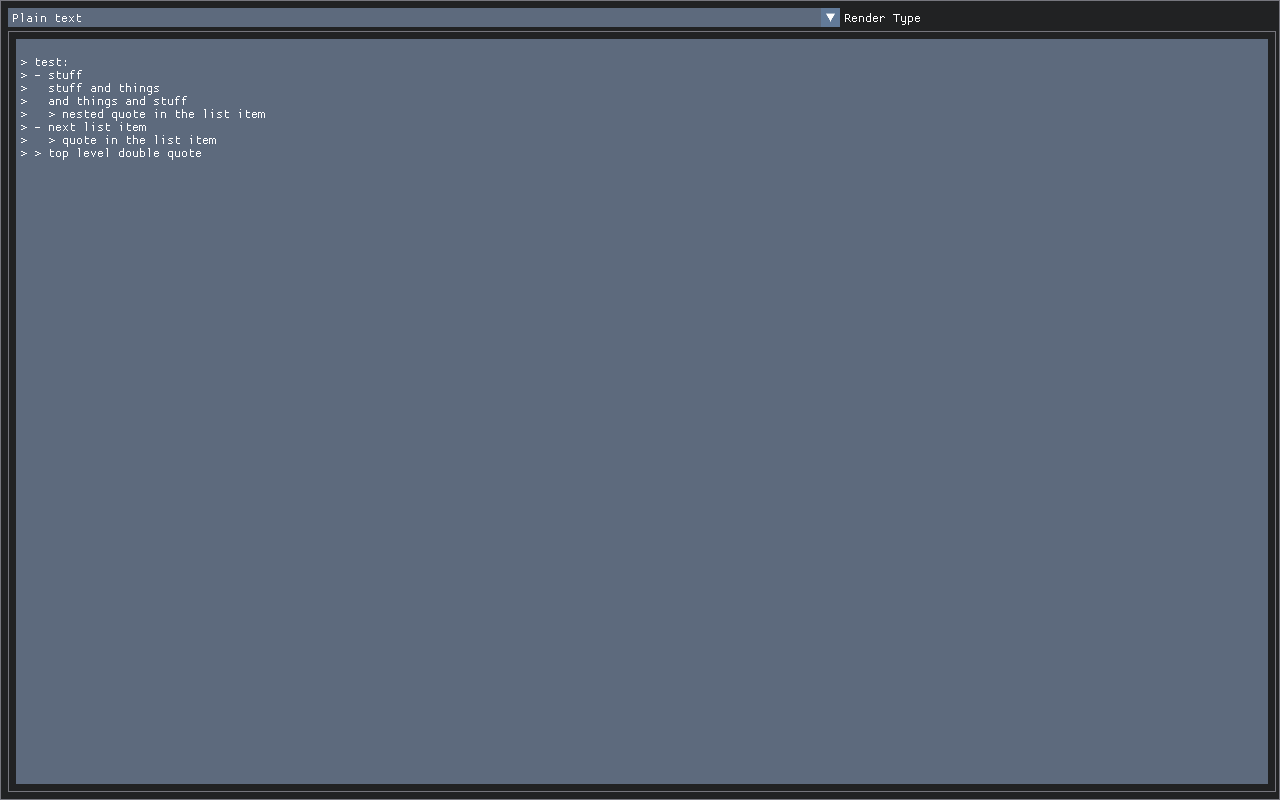 Plain text
Render Type
> test:
> - stuff
>   stuff and things
>   and things and stuff
>   > nested quote in the list item
> - next list item
>   > quote in the list item
> > top level double quote